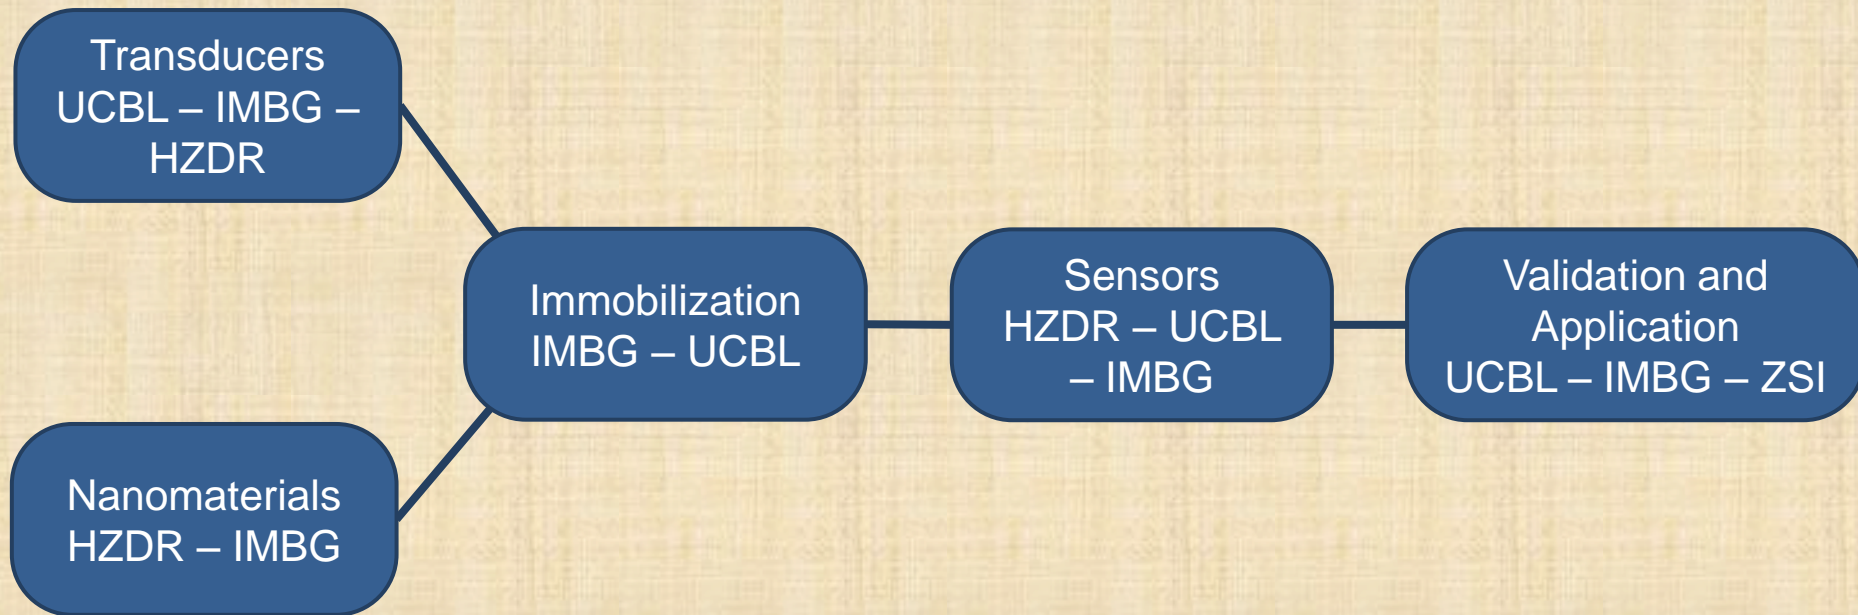 Transducers
UCBL – IMBG –
HZDR
Nanomaterials
HZDR – IMBG
Immobilization
IMBG – UCBL
Sensors
HZDR – UCBL
– IMBG
Validation and
Application
UCBL – IMBG – ZSI